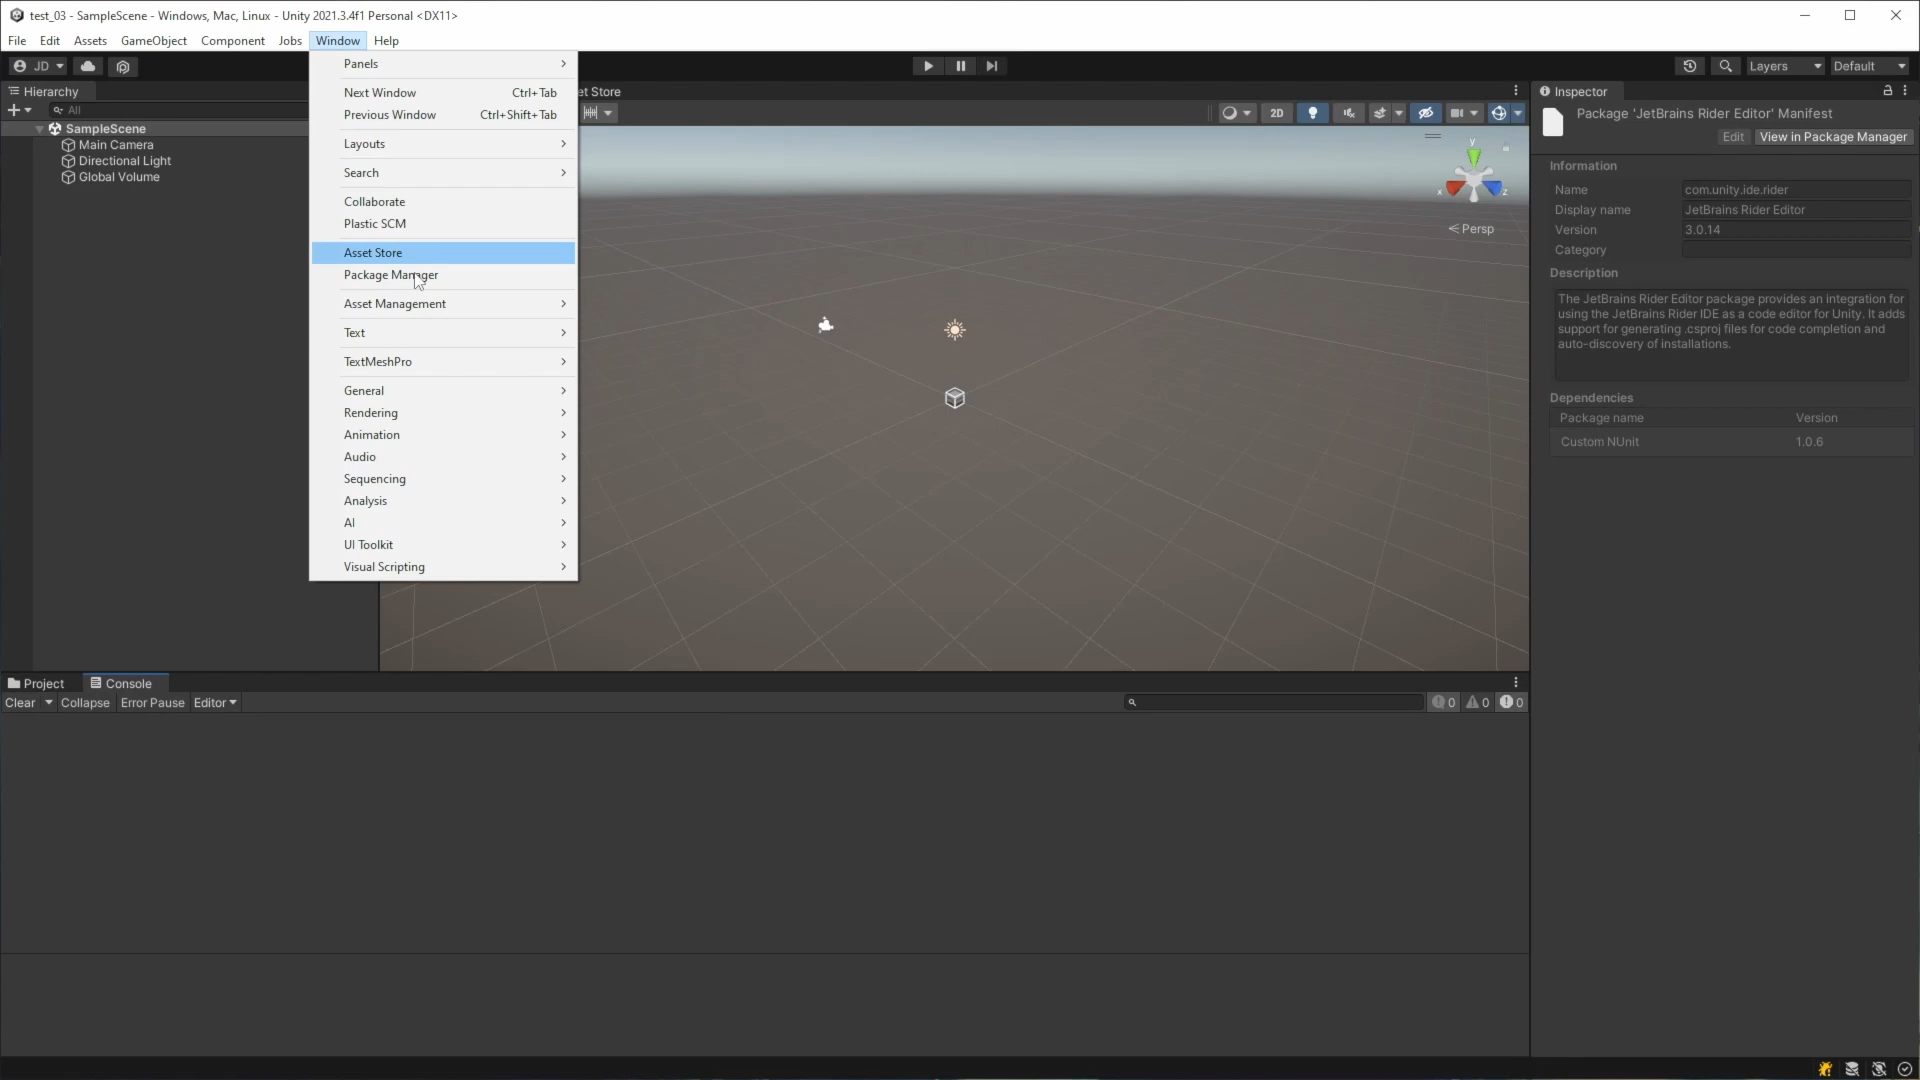 test_03 - SampleScene - Windows, Mac, Linux - Unity 2021.3.4f1 Personal <DX11>
File Edit Assets GameObject Component Jobs Window Help
JD
Layers
Default
Panels
Next Window Ctrl+Tab
Previous Window Ctrl+Shift+Tab
Layouts
Search
Collaborate
Plastic SCM
Asset Store
Package Manager
Asset Management
Text
TextMeshPro
General
Rendering
Animation
Audio
Sequencing
Analysis
AI
UI Toolkit
Visual Scripting
Hierarchy
All
SampleScene
Main Camera
Directional Light
Global Volume
et Store
2D
y
x
z
Persp
Inspector
Package 'JetBrains Rider Editor' Manifest
Edit View in Package Manager
Information
Name com.unity.ide.rider
Display name JetBrains Rider Editor
Version 3.0.14
Category
Description
The JetBrains Rider Editor package provides an integration for
using the JetBrains Rider IDE as a code editor for Unity. It adds
support for generating .csproj files for code completion and
auto-discovery of installations.
Dependencies
Package name Version
Custom NUnit 1.0.6
Project Console
Clear Collapse Error Pause Editor
0 0 0